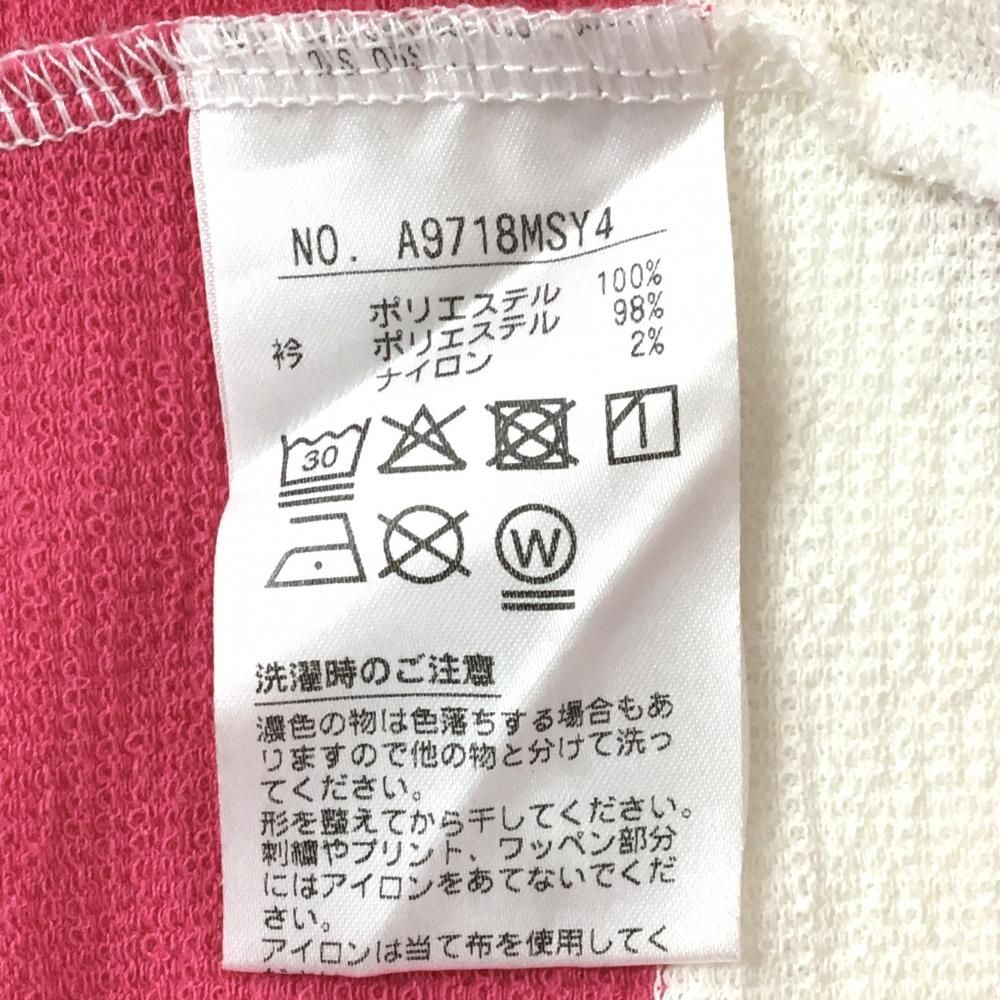 NO. A9718MSY4
ポリエステル 100%
衿 ポリエステル 98%
ナイロン 2%
30
W
洗濯時のご注意
濃色の物は色落ちする場合もあ
りますので他の物と分けて洗っ
てください。
形を整えてから干してください。
刺繍やプリント、ワッペン部分
にはアイロンをあてないでくだ
さい。
アイロンは当て布を使用してく